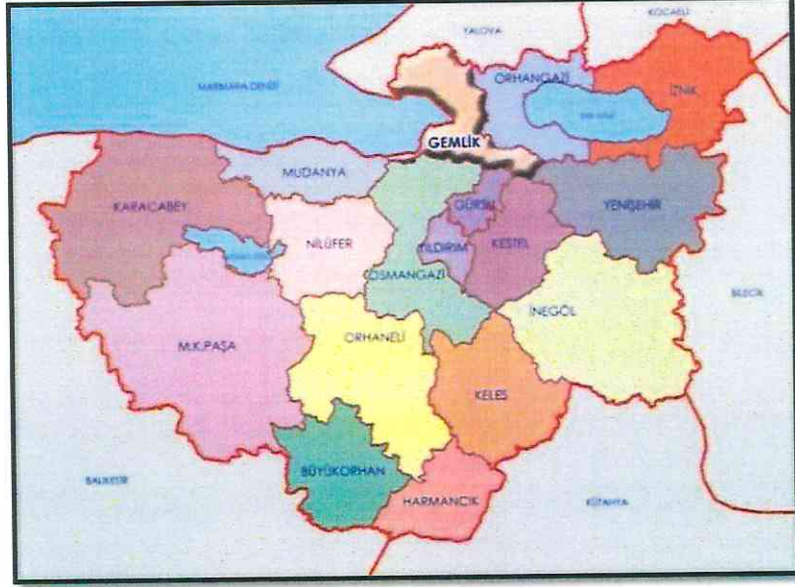 KOCAELİ
YALOVA
ORHANGAZİ
MARMARA DENİZİ
İZNİK
GEMLİK
MUDANYA
KARACABEY
GÜRSU
YENİŞEHİR
NİLÜFER
YILDIRIM
KESTEL
OSMANGAZİ
BİLECİK
İNEGÖL
ORHANELİ
M.K.PAŞA
KELES
BÜYÜKORHAN
BALIKESİR
HARMANCIK
KÜTAHYA